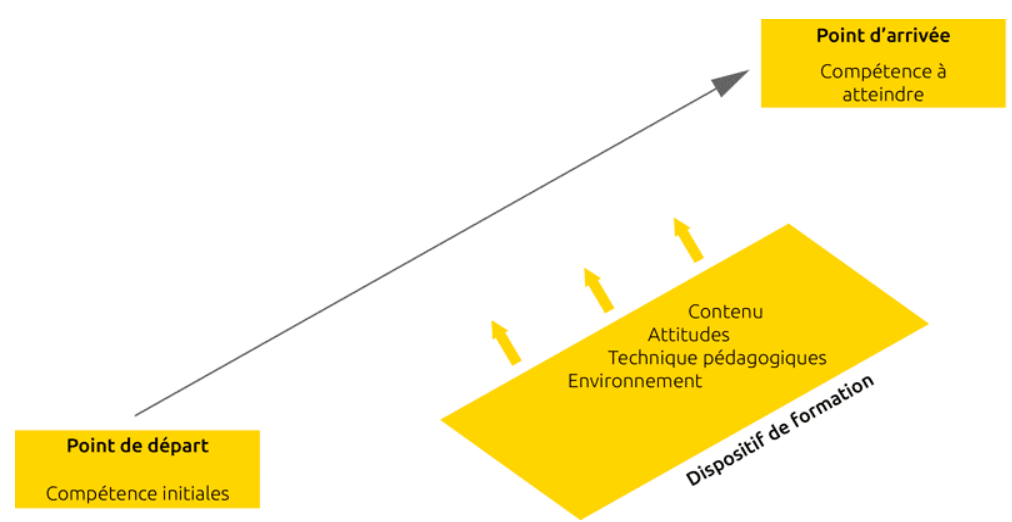 Point d’arrivée
Compétence à
atteindre
Contenu
Attitudes
Technique pédagogiques
Environnement
Dispositif de formation
Point de départ
Compétence initiales